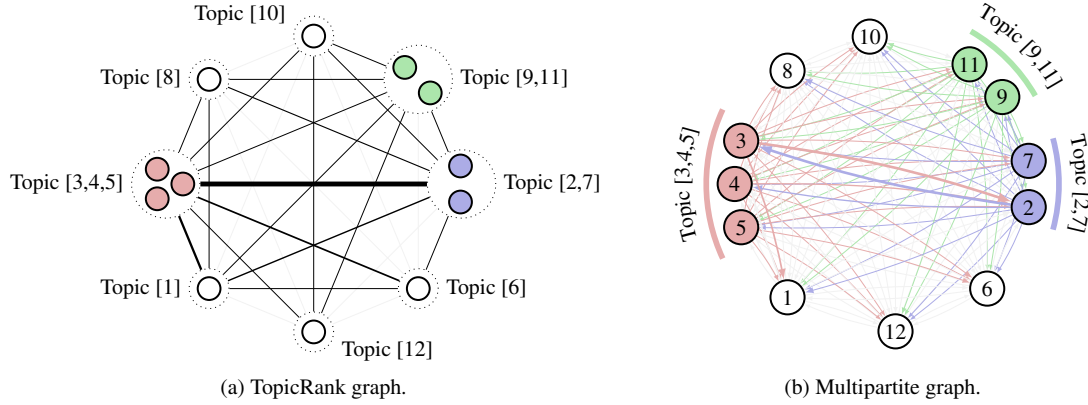 Topic [10]
Topic [8]
Topic [9,11]
Topic [3,4,5]
Topic [2,7]
Topic [1]
Topic [6]
Topic [12]
(a) TopicRank graph.
10
11
Topic [9,11]
8
9
3
7
Topic [3,4,5]
4
Topic [2,7]
2
5
1
6
12
(b) Multipartite graph.